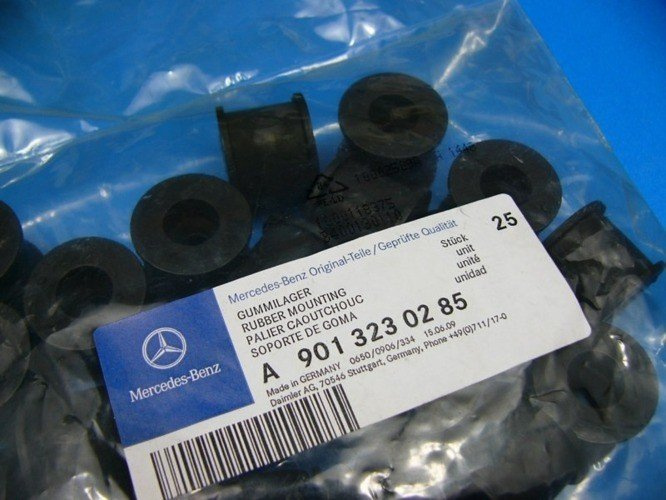 Mercedes-Benz Original-Teile/Geprüfte Qualität
GUMMILAGER
RUBBER MOUNTING
PALIER CAOUTCHOUC
SOPORTE DE GOMA
Stück 25
unit
unité
unidad
A 901 323 02 85
Made in GERMANY 0650/0906/334 15.06.09
Daimler AG, 70546 Stuttgart, Germany, Phone +49(0)711/17-0
Mercedes-Benz